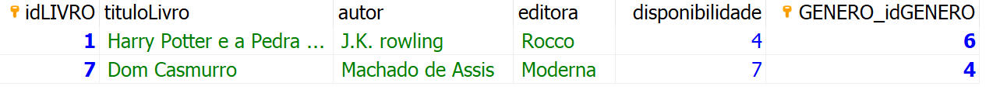 idLIVRO tituloLivro autor editora disponibilidade GENERO_idGENERO
1 Harry Potter e a Pedra ... J.K. rowling Rocco 4 6
7 Dom Casmurro Machado de Assis Moderna 7 4